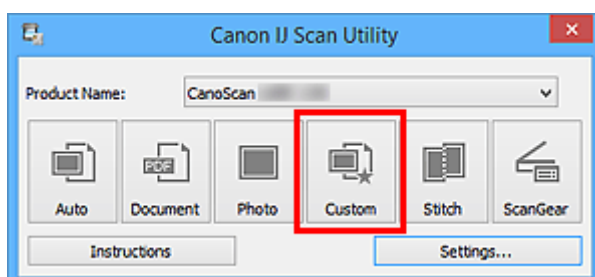 Canon IJ Scan Utility
Product Name: CanoScan
PDF
Auto Document Photo Custom Stitch ScanGear
Instructions Settings...